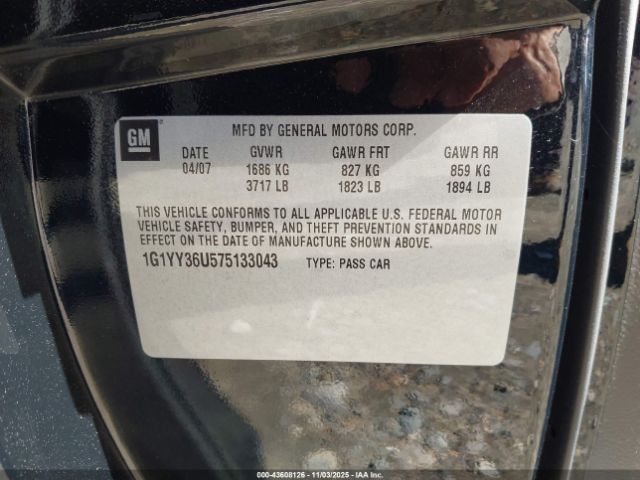 GM
MFD BY GENERAL MOTORS CORP.
DATE GVWR GAWR FRT GAWR RR
04/07 1686 KG 827 KG 859 KG
3717 LB 1823 LB 1894 LB
THIS VEHICLE CONFORMS TO ALL APPLICABLE U.S. FEDERAL MOTOR
VEHICLE SAFETY, BUMPER, AND THEFT PREVENTION STANDARDS IN
EFFECT ON THE DATE OF MANUFACTURE SHOWN ABOVE.
1G1YY36U575133043 TYPE: PASS CAR
00-43608126 - 11/03/2025 - IAAI.COM